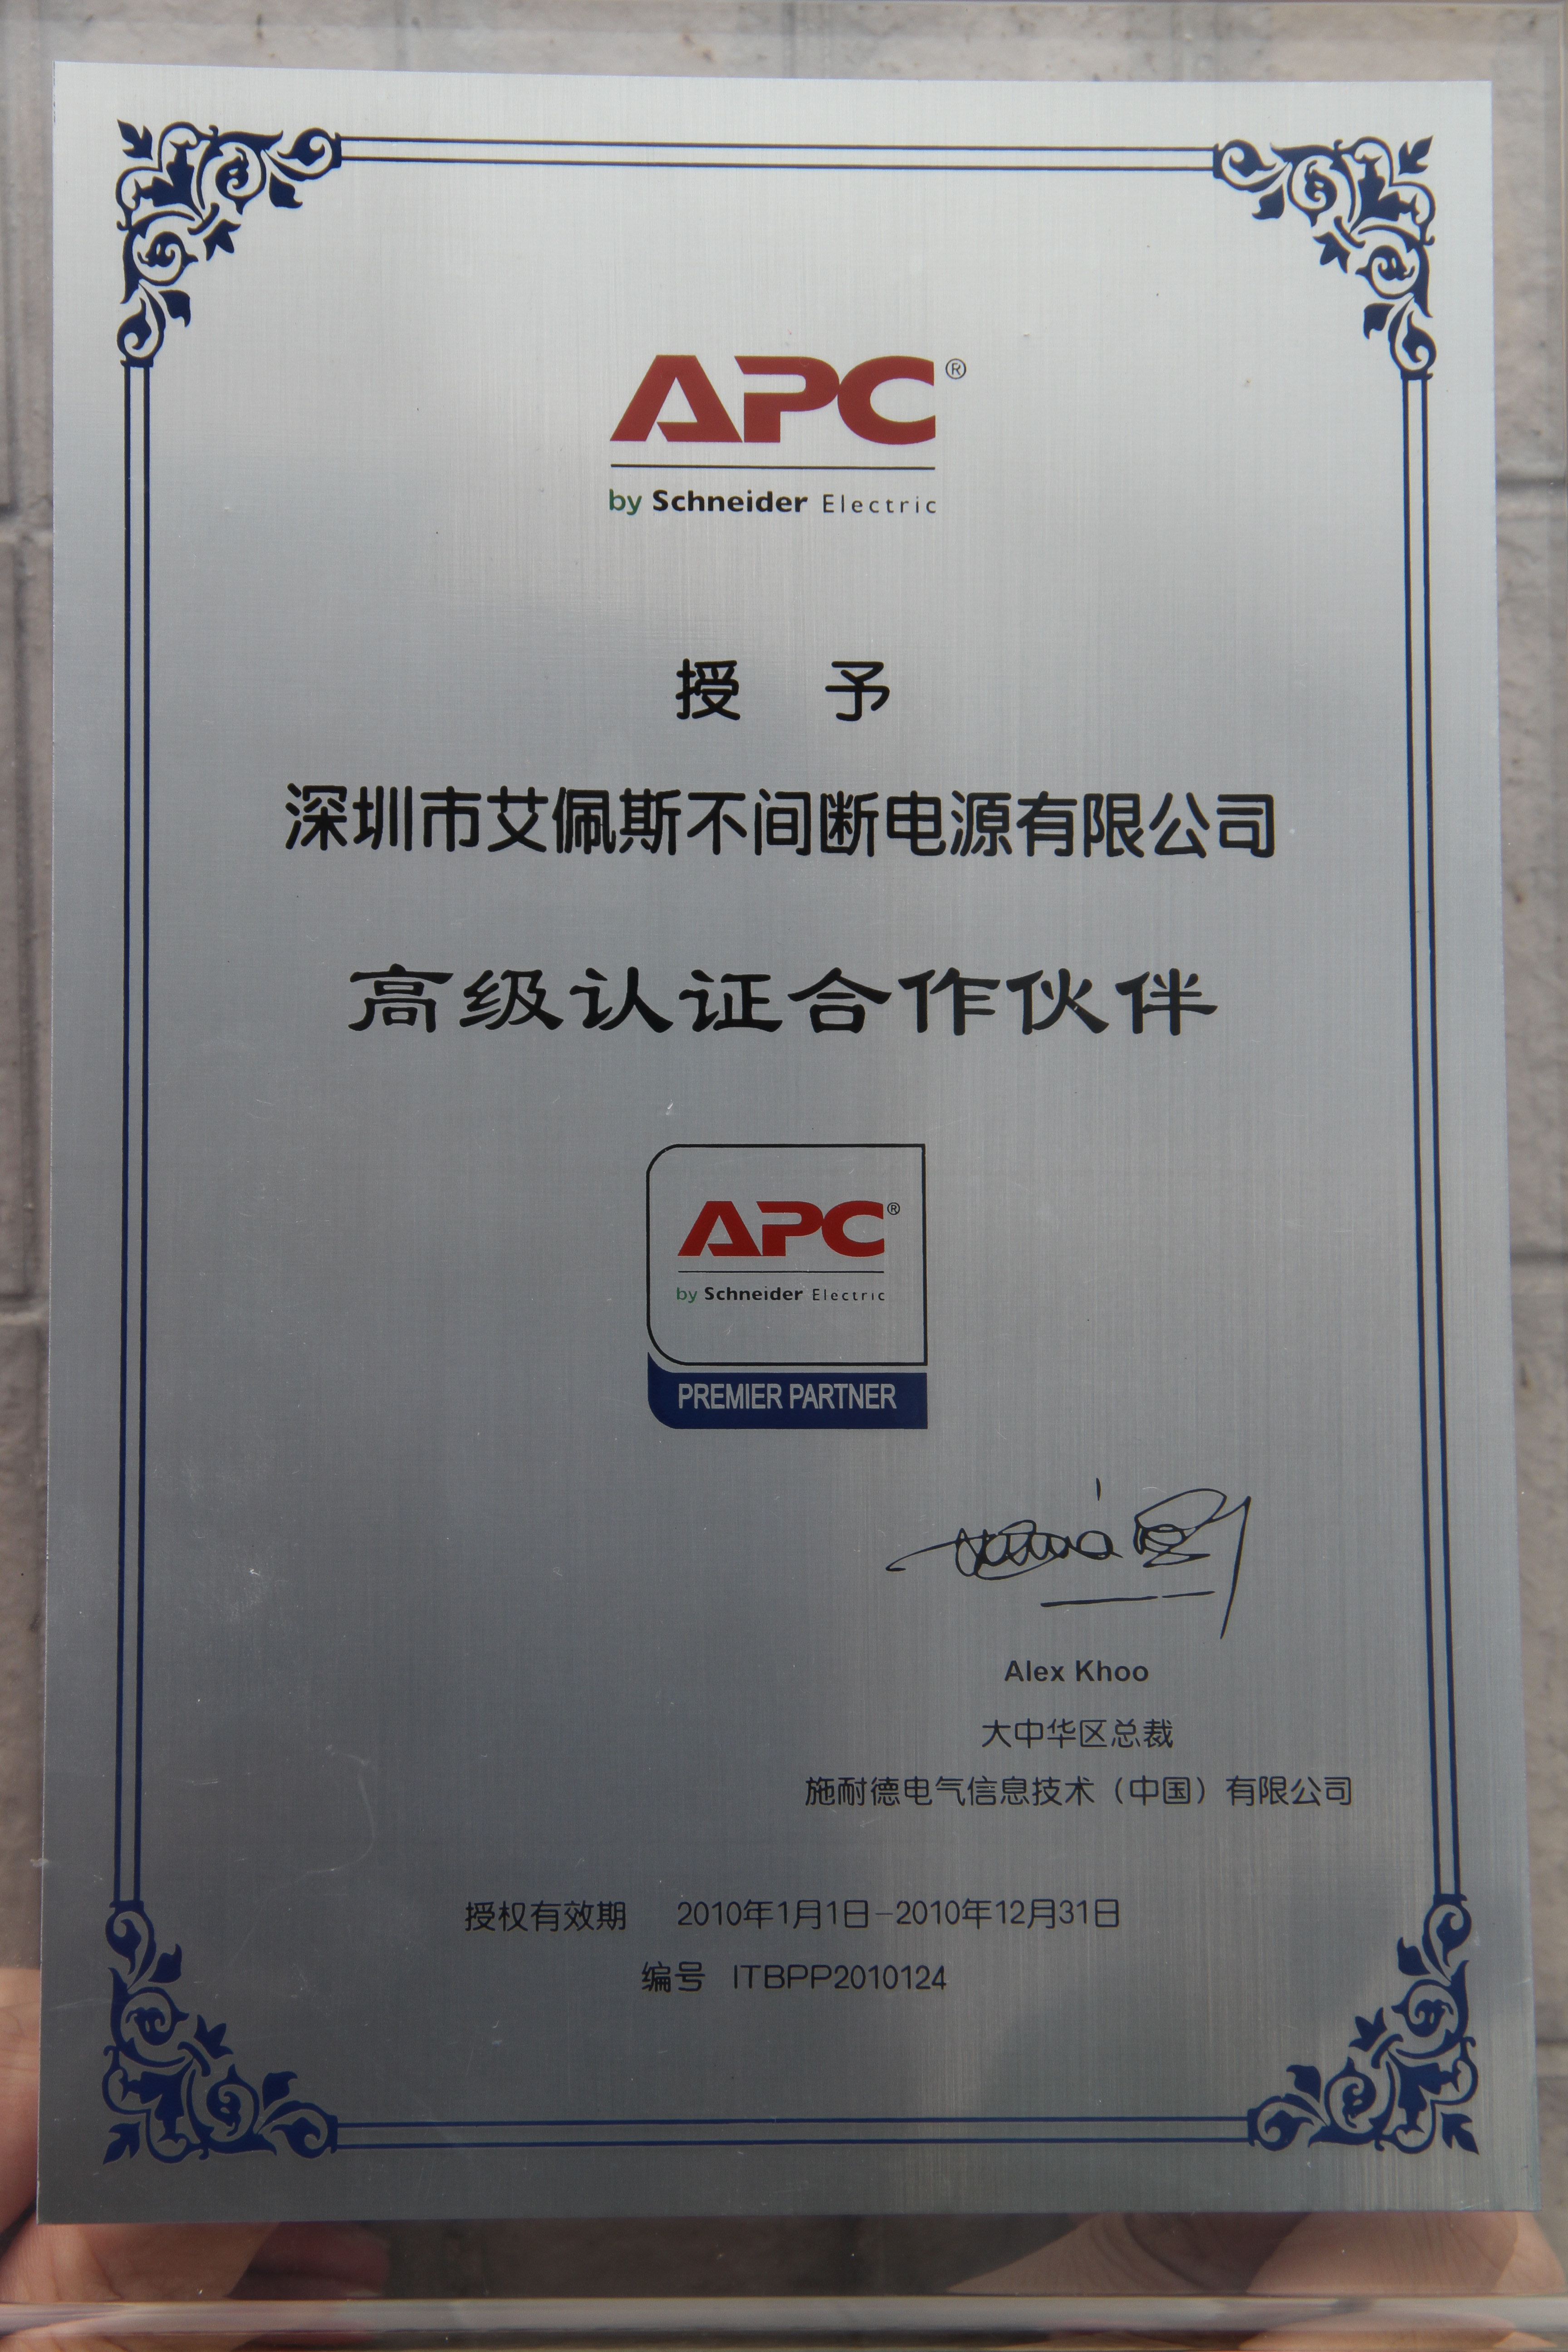 APC®
by Schneider Electric
授 予
深圳市艾佩斯不间断电源有限公司
高级认证合作伙伴
APC®
by Schneider Electric
PREMIER PARTNER
Alex Khoo
大中华区总裁
施耐德电气信息技术（中国）有限公司
授权有效期 2010年1月1日-2010年12月31日
编号 ITBPP2010124